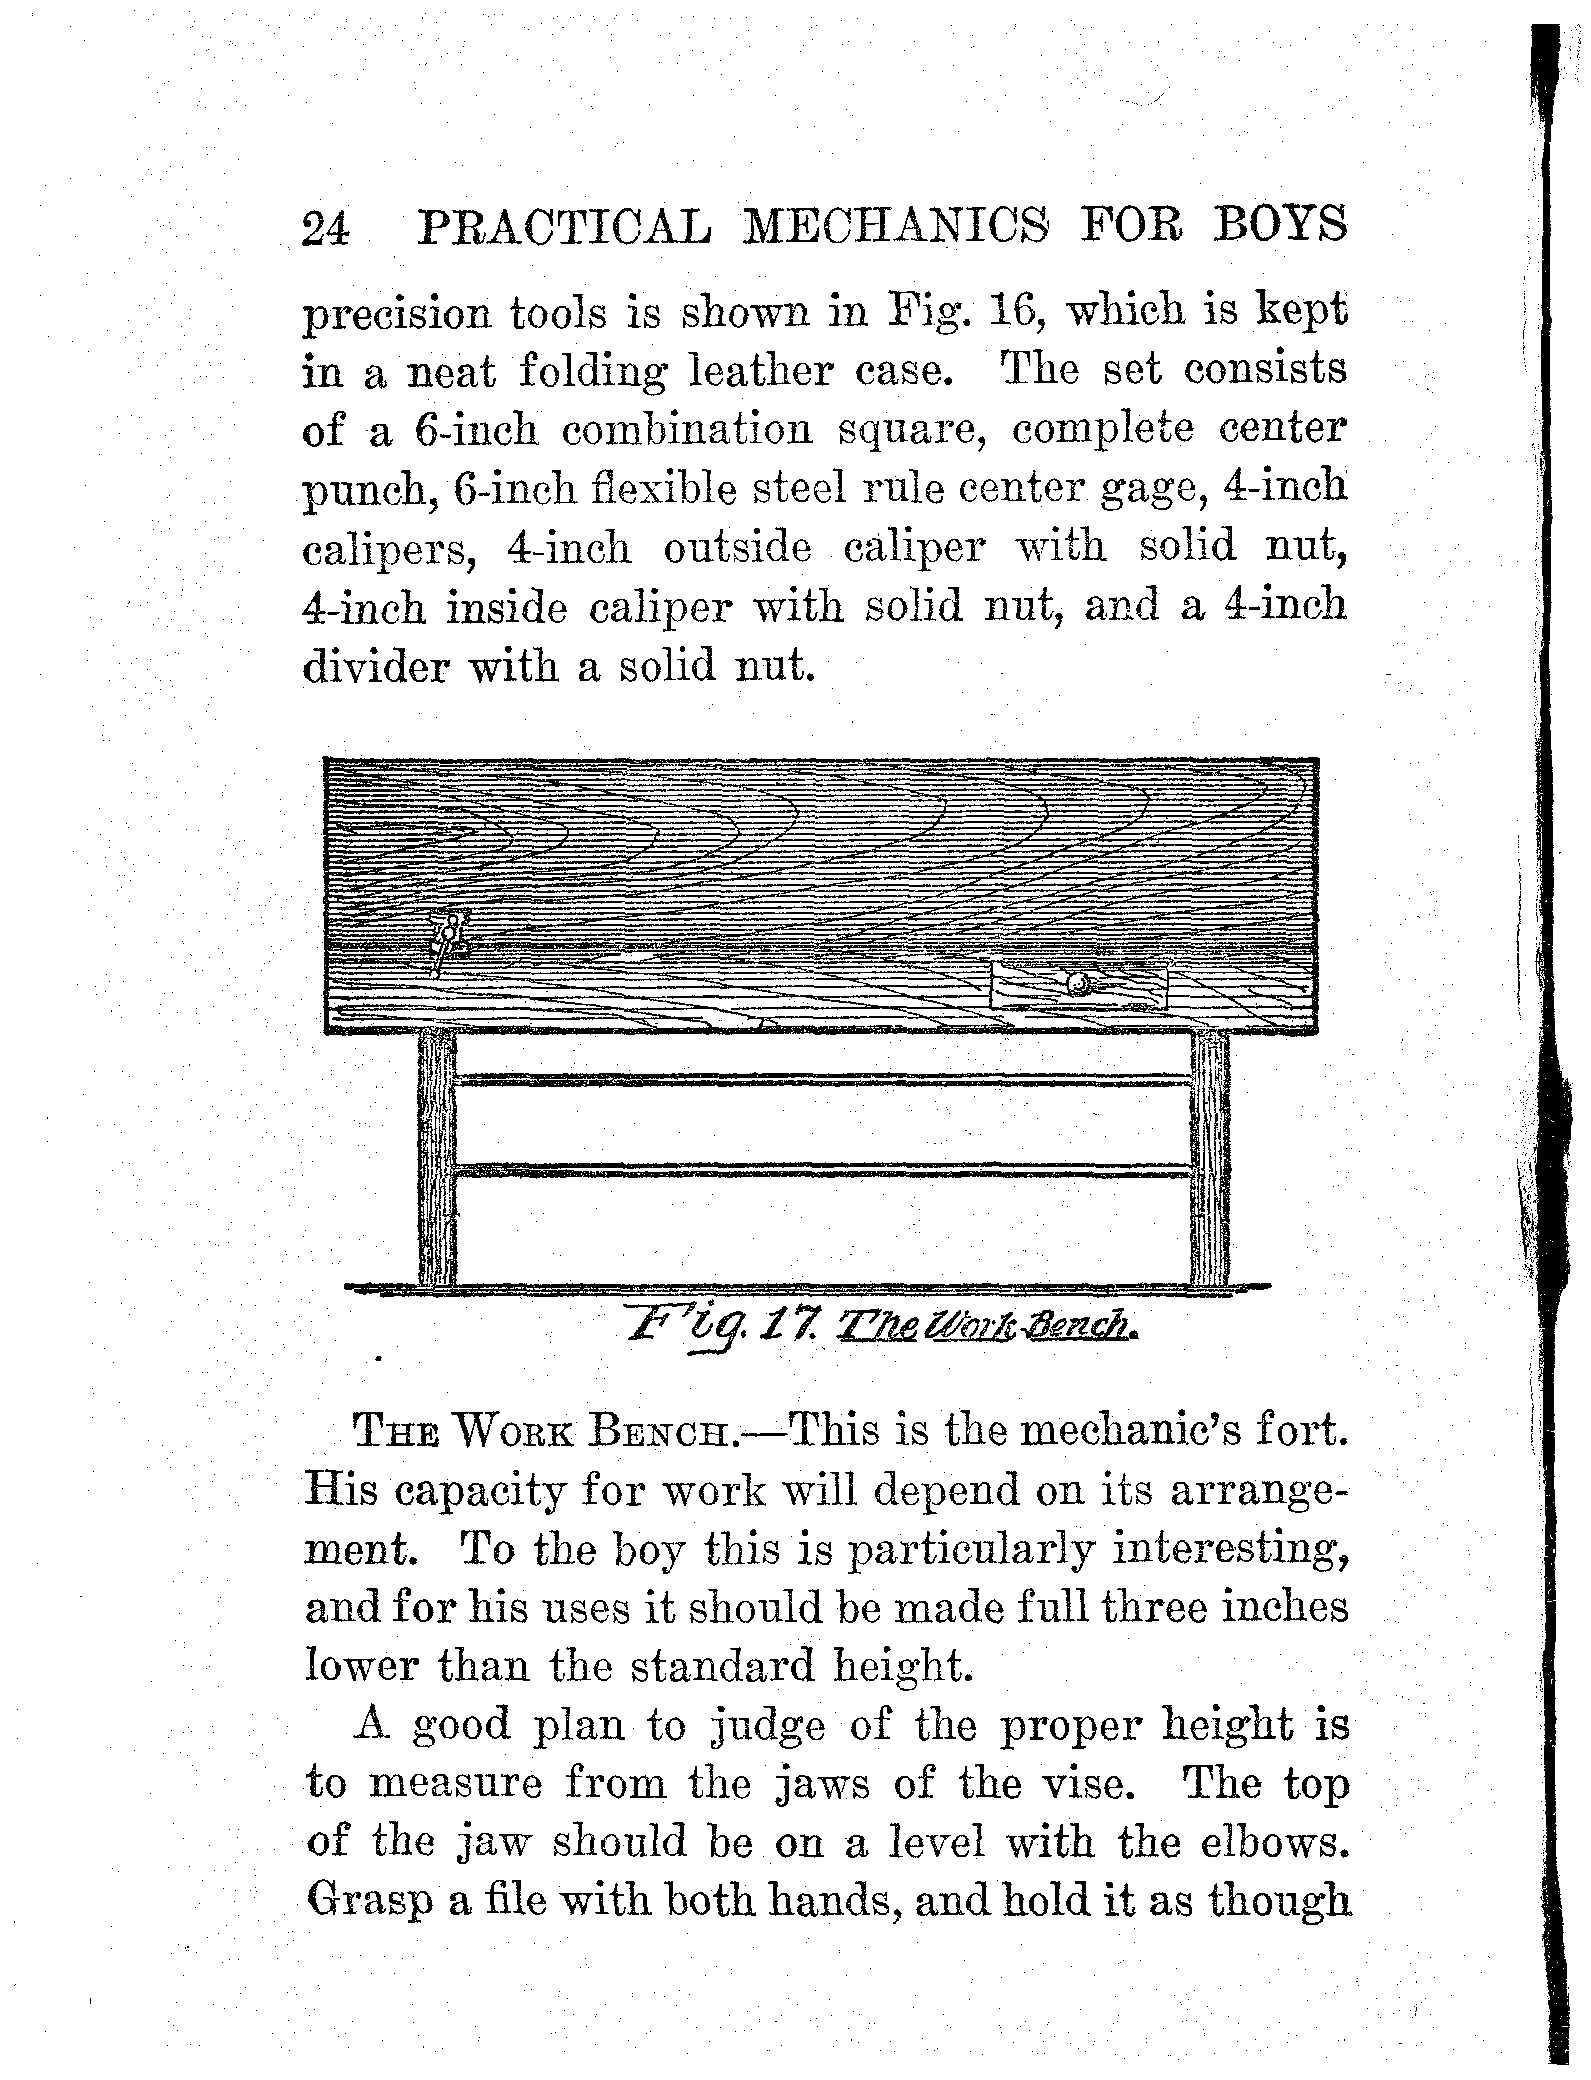 24 PRACTICAL MECHANICS FOR BOYS
precision tools is shown in Fig. 16, which is kept
in a neat folding leather case. The set consists
of a 6-inch combination square, complete center
punch, 6-inch flexible steel rule center gage, 4-inch
calipers, 4-inch outside caliper with solid nut,
4-inch inside caliper with solid nut, and a 4-inch
divider with a solid nut.
Fig. 17. The Work Bench.
THE WORK BENCH.—This is the mechanic's fort.
His capacity for work will depend on its arrange-
ment. To the boy this is particularly interesting,
and for his uses it should be made full three inches
lower than the standard height.
A good plan to judge of the proper height is
to measure from the jaws of the vise. The top
of the jaw should be on a level with the elbows.
Grasp a file with both hands, and hold it as though